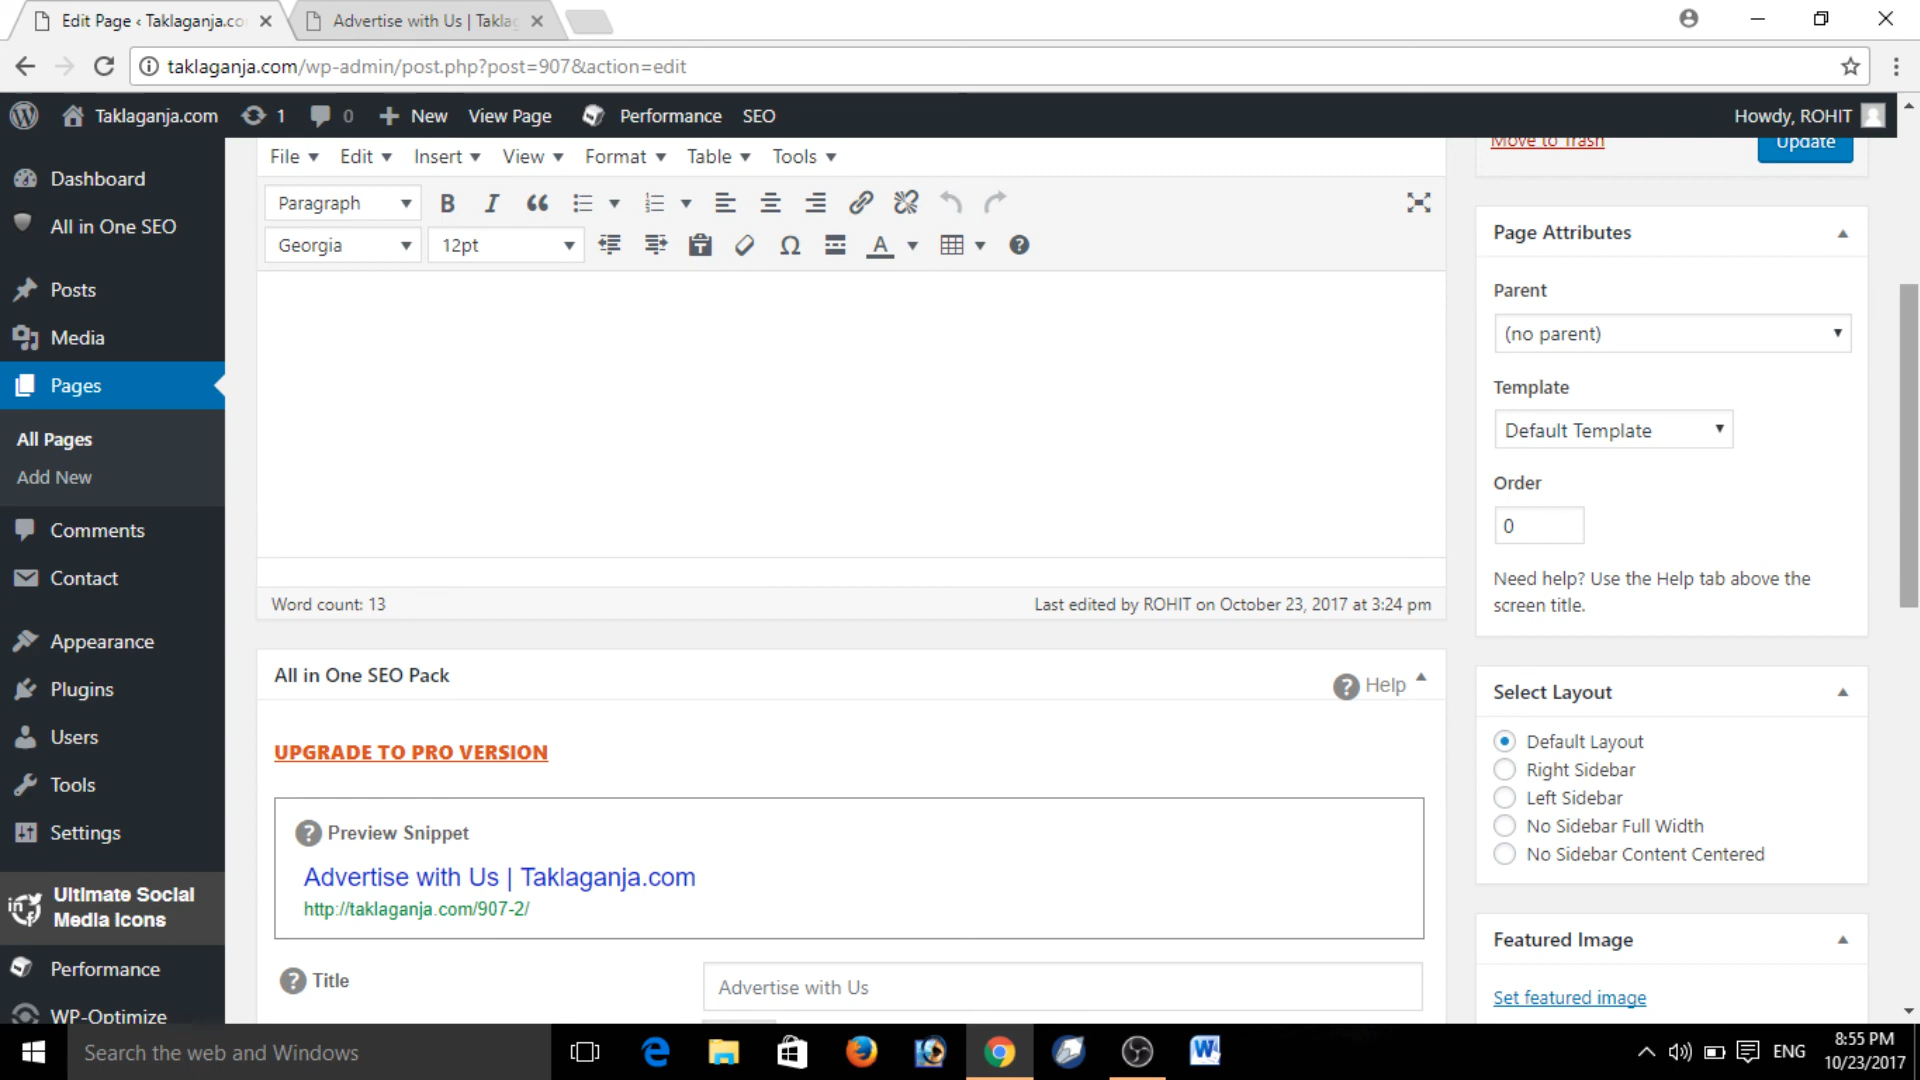 Edit Page ‹ Taklaganja.co
Advertise with Us | Taklag
taklaganja.com/wp-admin/post.php?post=907&action=edit
Taklaganja.com
1
0
New
View Page
Performance
SEO
Howdy, ROHIT
Dashboard
All in One SEO
Posts
Media
Pages
All Pages
Add New
Comments
Contact
Appearance
Plugins
Users
Tools
Settings
Ultimate Social
Media Icons
Performance
WP-Optimize
File
Edit
Insert
View
Format
Table
Tools
Paragraph
Georgia
12pt
Word count: 13
Last edited by ROHIT on October 23, 2017 at 3:24 pm
All in One SEO Pack
Help
UPGRADE TO PRO VERSION
Preview Snippet
Advertise with Us | Taklaganja.com
http://taklaganja.com/907-2/
Title
Advertise with Us
Move to Trash
Update
Page Attributes
Parent
(no parent)
Template
Default Template
Order
0
Need help? Use the Help tab above the
screen title.
Select Layout
Default Layout
Right Sidebar
Left Sidebar
No Sidebar Full Width
No Sidebar Content Centered
Featured Image
Set featured image
Search the web and Windows
ENG
8:55 PM
10/23/2017